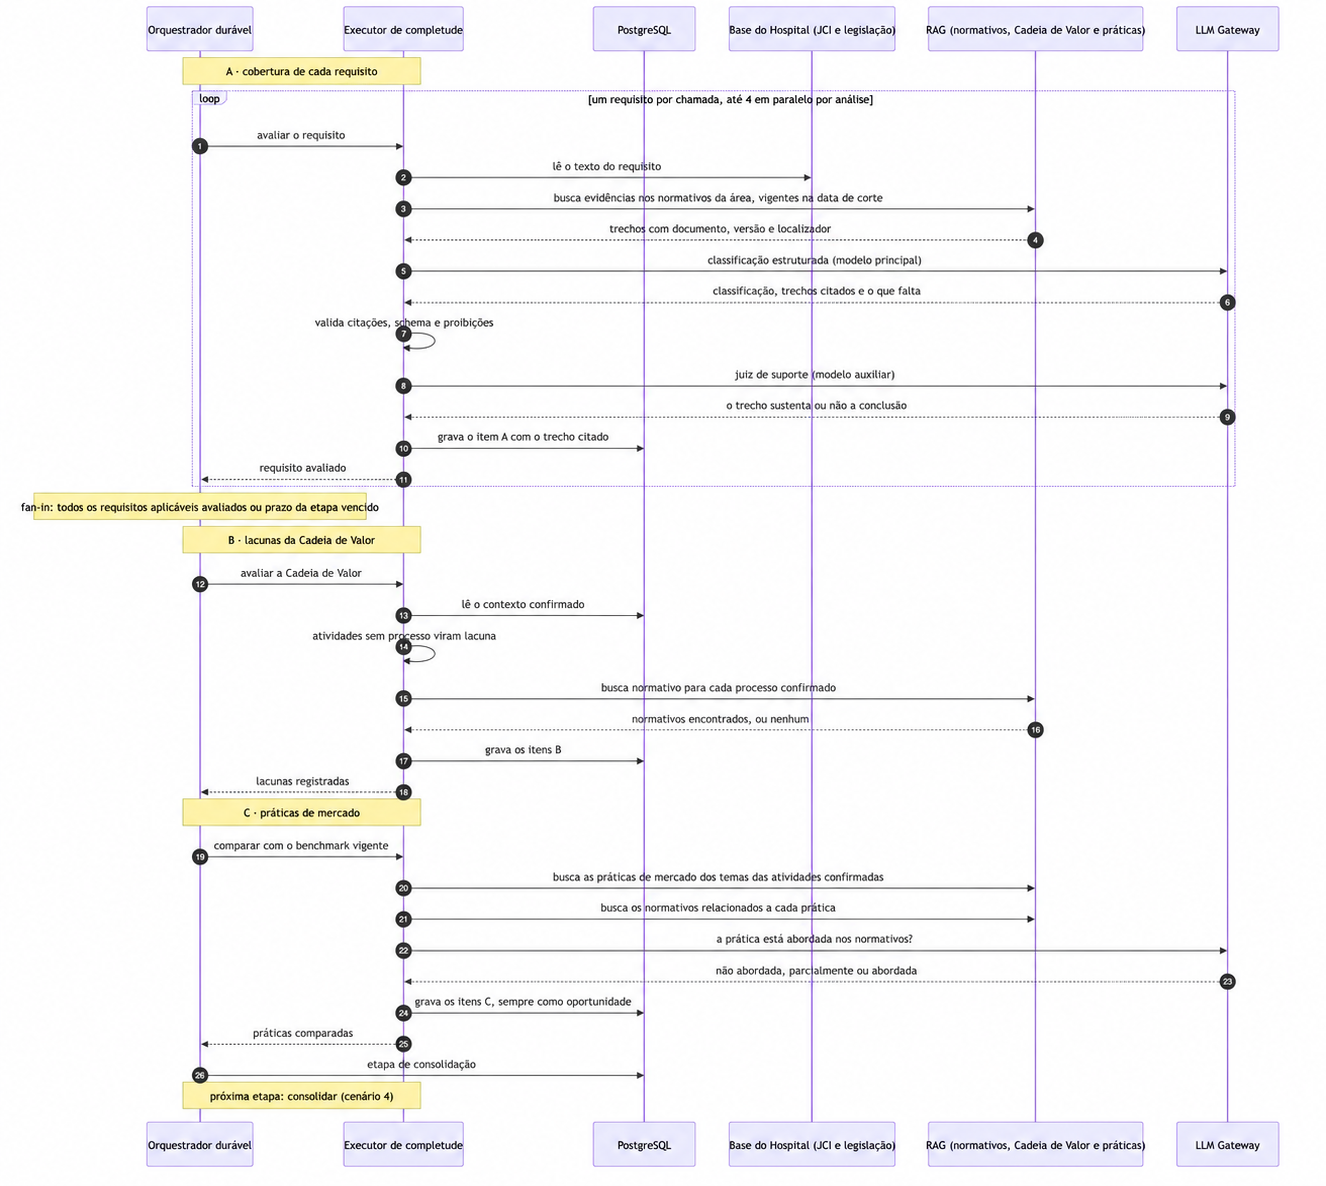 Orquestrador durável
Executor de completude
PostgreSQL
Base do Hospital (JCI e legislação)
RAG (normativos, Cadeia de Valor e práticas)
LLM Gateway
A · cobertura de cada requisito
loop
[um requisito por chamada, até 4 em paralelo por análise]
avaliar o requisito
1
lê o texto do requisito
2
busca evidências nos normativos da área, vigentes na data de corte
3
trechos com documento, versão e localizador
4
classificação estruturada (modelo principal)
5
classificação, trechos citados e o que falta
6
valida citações, schema e proibições
7
juiz de suporte (modelo auxiliar)
8
o trecho sustenta ou não a conclusão
9
grava o item A com o trecho citado
10
requisito avaliado
11
fan-in: todos os requisitos aplicáveis avaliados ou prazo da etapa vencido
B · lacunas da Cadeia de Valor
avaliar a Cadeia de Valor
12
lê o contexto confirmado
13
atividades sem processo viram lacuna
14
busca normativo para cada processo confirmado
15
normativos encontrados, ou nenhum
16
grava os itens B
17
lacunas registradas
18
C · práticas de mercado
comparar com o benchmark vigente
19
busca as práticas de mercado dos temas das atividades confirmadas
20
busca os normativos relacionados a cada prática
21
a prática está abordada nos normativos?
22
não abordada, parcialmente ou abordada
23
grava os itens C, sempre como oportunidade
24
práticas comparadas
25
etapa de consolidação
26
próxima etapa: consolidar (cenário 4)
Orquestrador durável
Executor de completude
PostgreSQL
Base do Hospital (JCI e legislação)
RAG (normativos, Cadeia de Valor e práticas)
LLM Gateway